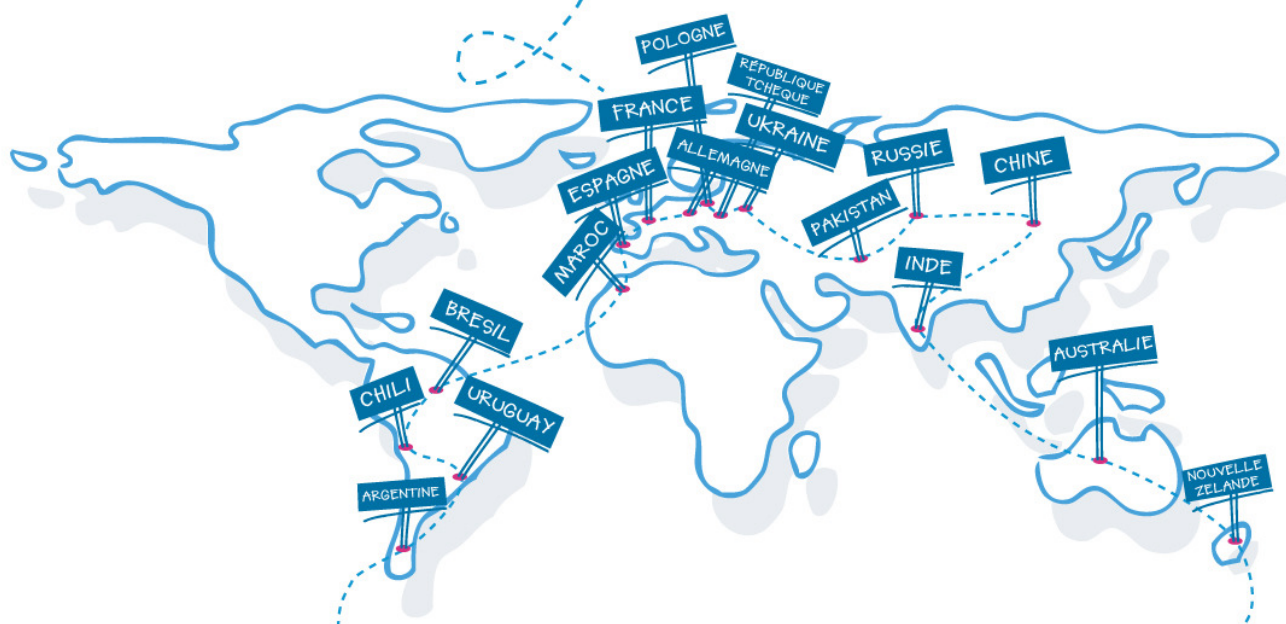 POLOGNE
RÉPUBLIQUE
TCHEQUE
FRANCE
UKRAINE
ALLEMAGNE
RUSSIE
CHINE
ESPAGNE
PAKISTAN
MAROC
INDE
BRESIL
AUSTRALIE
CHILI
URUGUAY
NOUVELLE
ZELANDE
ARGENTINE